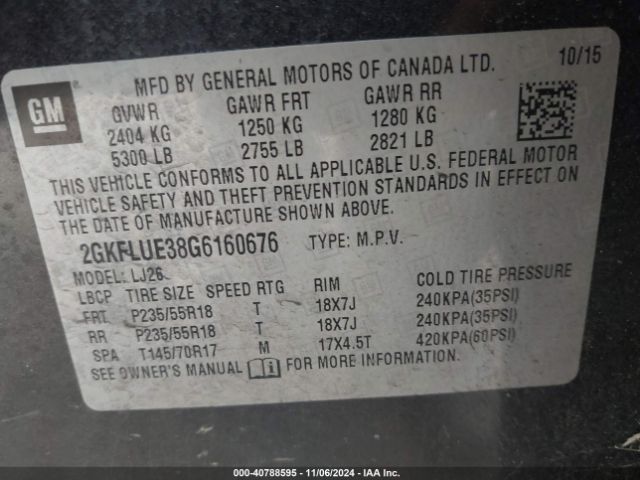 MFD BY GENERAL MOTORS OF CANADA LTD. 10/15
GM
GVWR GAWR FRT GAWR RR
2404 KG 1250 KG 1280 KG
5300 LB 2755 LB 2821 LB
THIS VEHICLE CONFORMS TO ALL APPLICABLE U.S. FEDERAL MOTOR
VEHICLE SAFETY AND THEFT PREVENTION STANDARDS IN EFFECT ON
THE DATE OF MANUFACTURE SHOWN ABOVE.
2GKFLUE38G6160676 TYPE: M.P.V.
MODEL: LJ26
LBCP TIRE SIZE SPEED RTG RIM COLD TIRE PRESSURE
FRT P235/55R18 T 18X7J 240KPA(35PSI)
RR P235/55R18 T 18X7J 240KPA(35PSI)
SPA T145/70R17 M 17X4.5T 420KPA(60PSI)
SEE OWNER'S MANUAL FOR MORE INFORMATION.
000-40788595 - 11/06/2024 - IAA Inc.